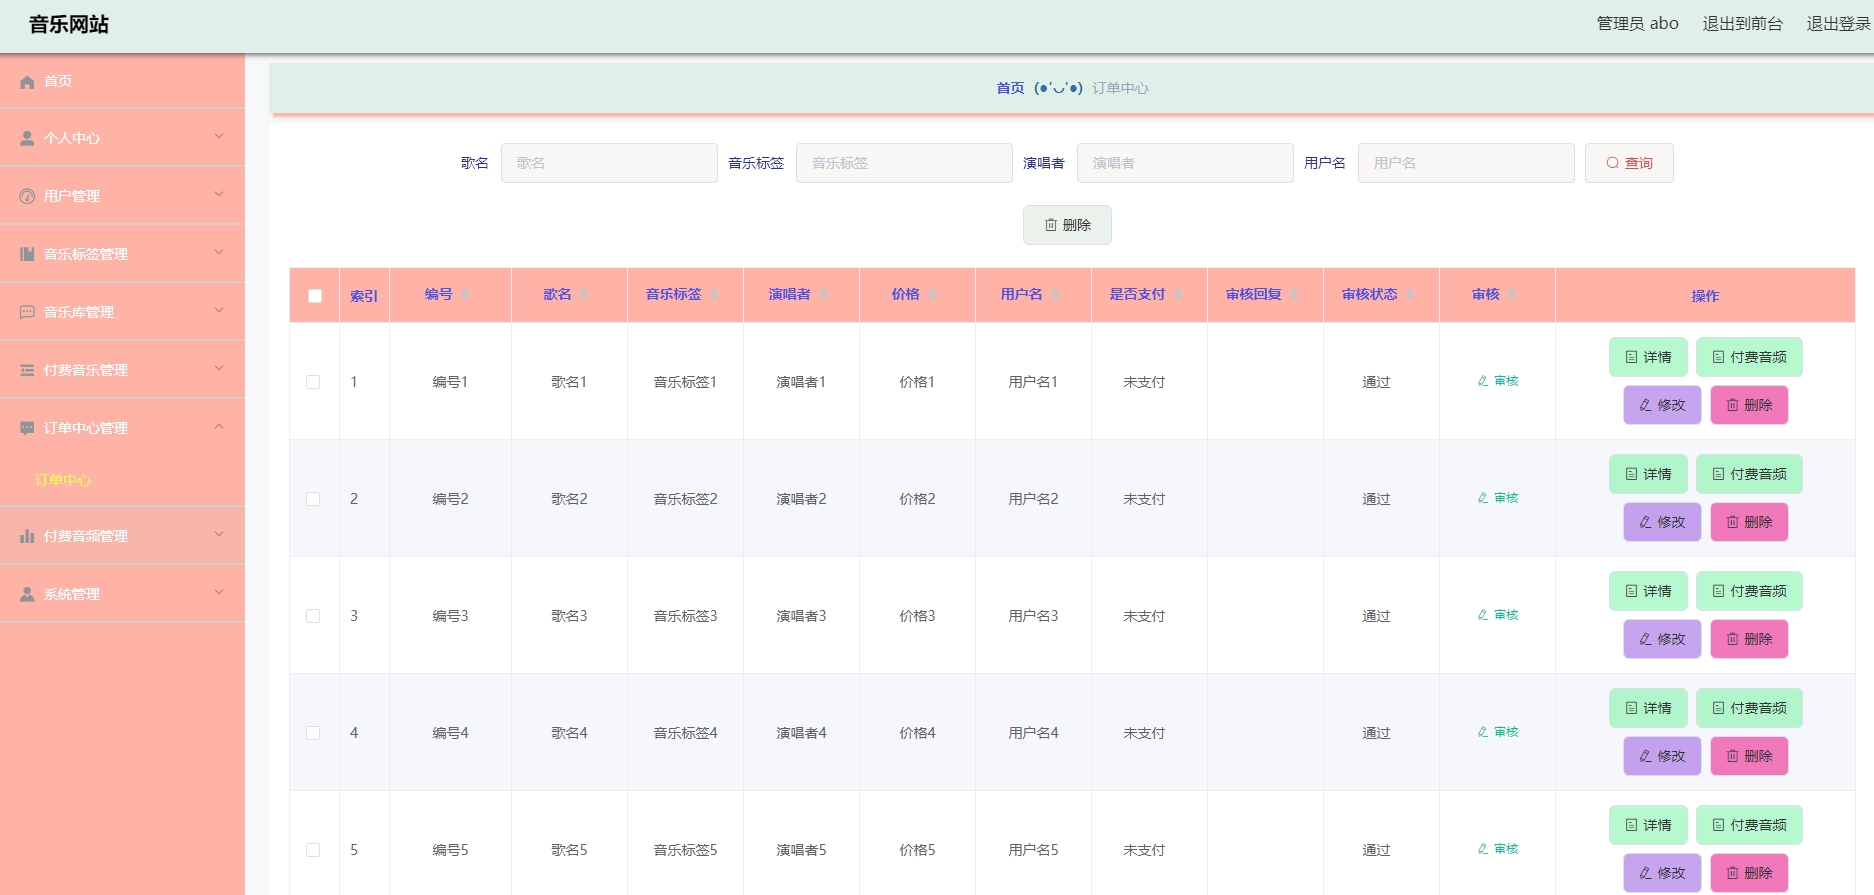 音乐网站
管理员 abo 退出到前台 退出登录
首页
个人中心
用户管理
音乐标签管理
音乐库管理
付费音乐管理
订单中心管理
订单中心
付费音频管理
系统管理
首页 (●'◡'●) 订单中心
歌名 歌名 音乐标签 音乐标签 演唱者 演唱者 用户名 用户名 查询
删除
索引 编号 歌名 音乐标签 演唱者 价格 用户名 是否支付 审核回复 审核状态 审核 操作
详情 付费音频
1 编号1 歌名1 音乐标签1 演唱者1 价格1 用户名1 未支付 通过 审核
修改 删除
详情 付费音频
2 编号2 歌名2 音乐标签2 演唱者2 价格2 用户名2 未支付 通过 审核
修改 删除
详情 付费音频
3 编号3 歌名3 音乐标签3 演唱者3 价格3 用户名3 未支付 通过 审核
修改 删除
详情 付费音频
4 编号4 歌名4 音乐标签4 演唱者4 价格4 用户名4 未支付 通过 审核
修改 删除
详情 付费音频
5 编号5 歌名5 音乐标签5 演唱者5 价格5 用户名5 未支付 通过 审核
修改 删除